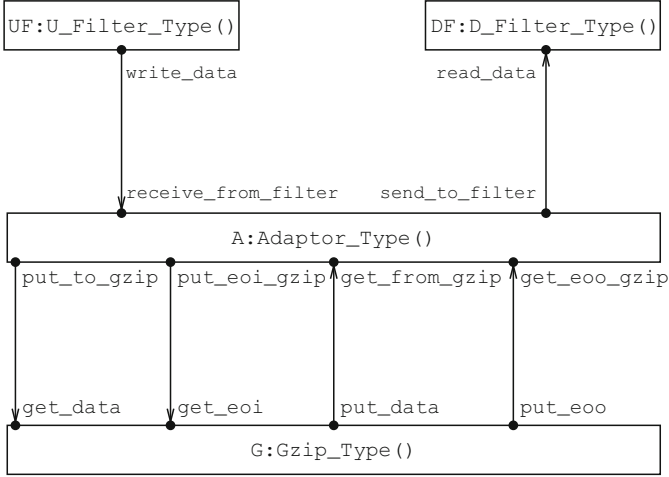 UF:U_Filter_Type() DF:D_Filter_Type()
write_data read_data
receive_from_filter send_to_filter
A:Adaptor_Type()
put_to_gzip put_eoi_gzip get_from_gzip get_eoo_gzip
get_data get_eoi put_data put_eoo
G:Gzip_Type()